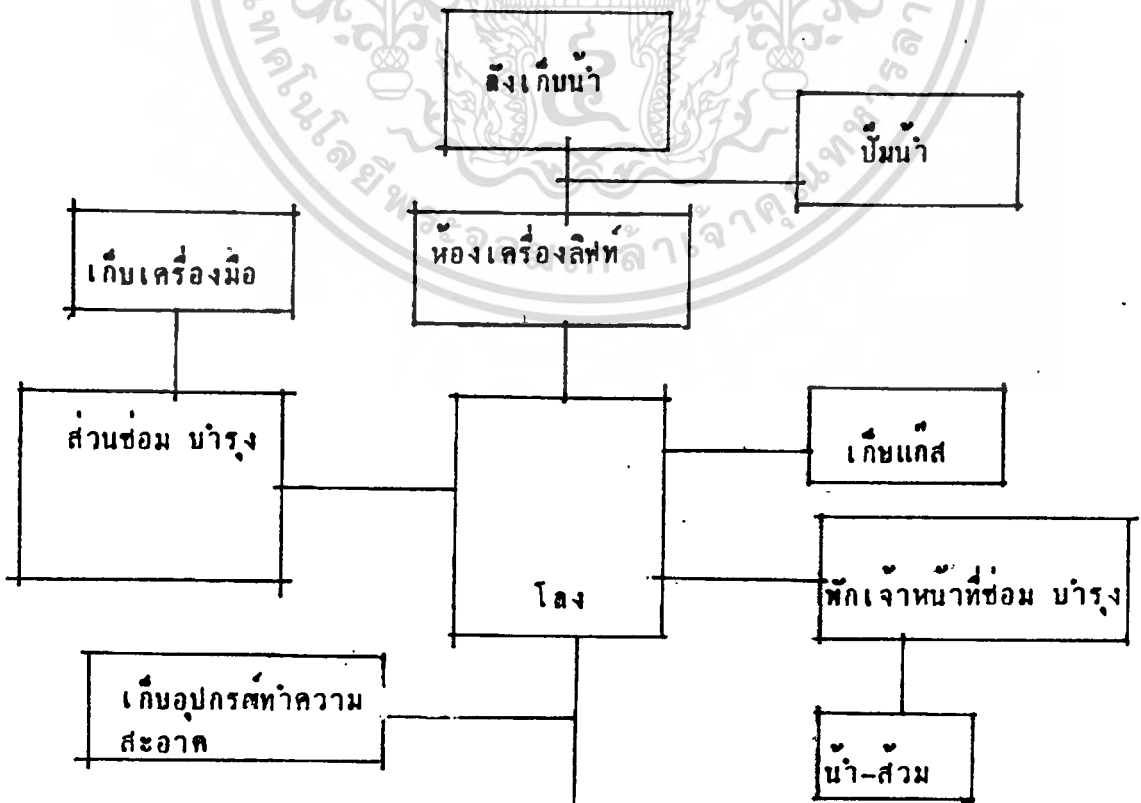 ถังเก็บน้ำ
ปั๊มน้ำ
ห้องเครื่องลิฟท์
เก็บเครื่องมือ
ส่วนซ่อม บำรุง
เก็บแก๊ส
โลง
พักเจ้าหน้าที่ซ่อม บำรุง
เก็บอุปกรณ์ทำความ
สะอาด
น้ำ-ส้วม